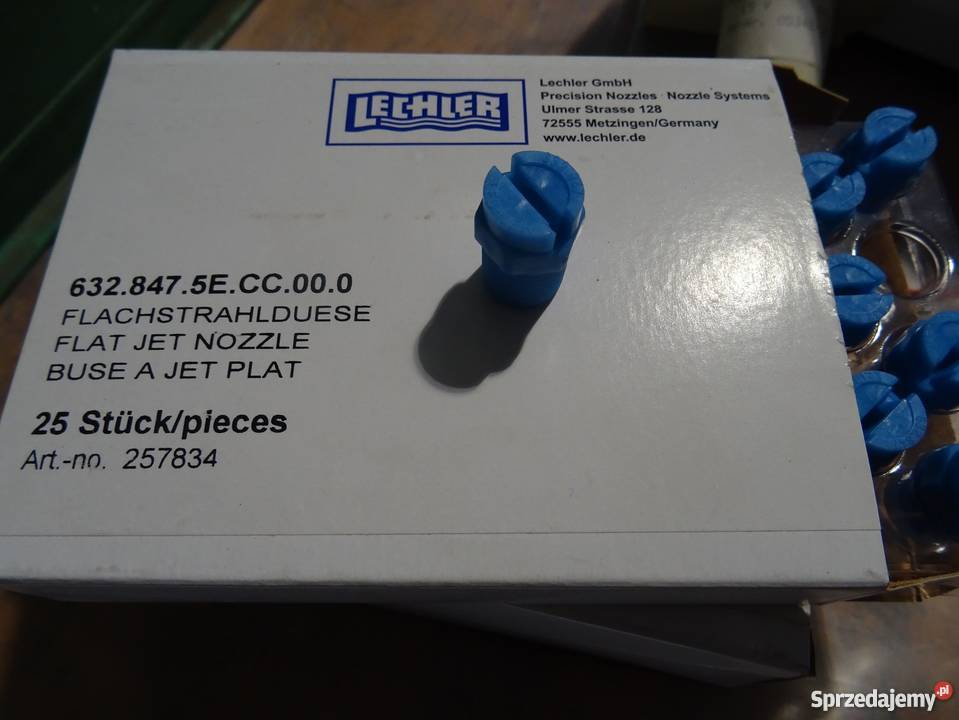 LECHLER
Lechler GmbH
Precision Nozzles · Nozzle Systems
Ulmer Strasse 128
72555 Metzingen/Germany
www.lechler.de
632.847.5E.CC.00.0
FLACHSTRAHLDUESE
FLAT JET NOZZLE
BUSE A JET PLAT
25 Stück/pieces
Art.-no. 257834
Sprzedajemy.pl